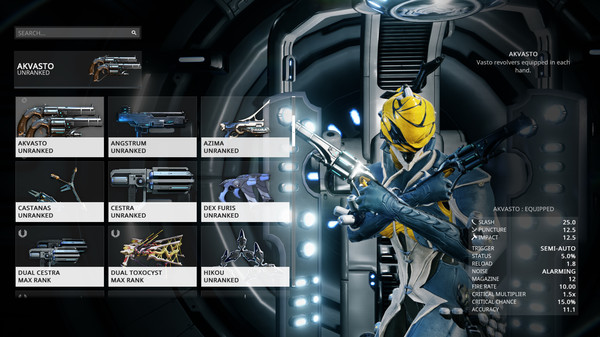 SEARCH...
AKVASTO
UNRANKED
AKVASTO
UNRANKED
ANGSTRUM
UNRANKED
AZIMA
UNRANKED
CASTANAS
UNRANKED
CESTRA
UNRANKED
DEX FURIS
UNRANKED
DUAL CESTRA
MAX RANK
DUAL TOXOCYST
MAX RANK
HIKOU
UNRANKED
AKVASTO
Vasto revolvers equipped in each
hand.
AKVASTO : EQUIPPED
SLASH 25.0
PUNCTURE 12.5
IMPACT 12.5
TRIGGER SEMI-AUTO
STATUS 5.0%
RELOAD 1.8
NOISE ALARMING
MAGAZINE 12
FIRE RATE 10.00
CRITICAL MULTIPLIER 1.5x
CRITICAL CHANCE 15.0%
ACCURACY 11.1